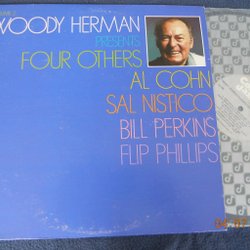 WOODY HERMAN
PRESENTS
FOUR OTHERS
AL COHN
SAL NISTICO
BILL PERKINS
FLIP PHILLIPS